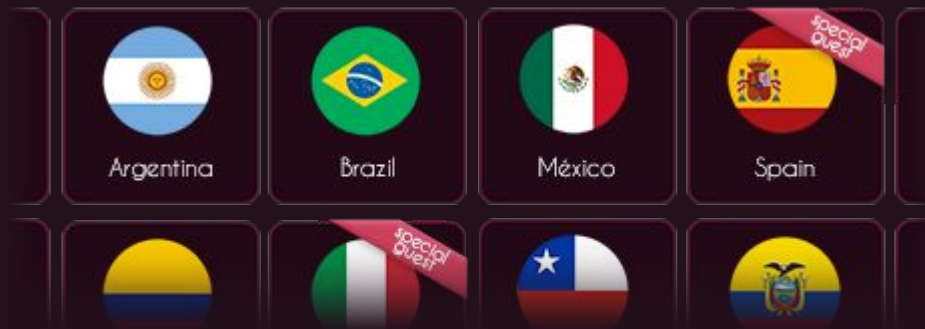 special
guest
Argentina
Brazil
México
Spain
special
guest